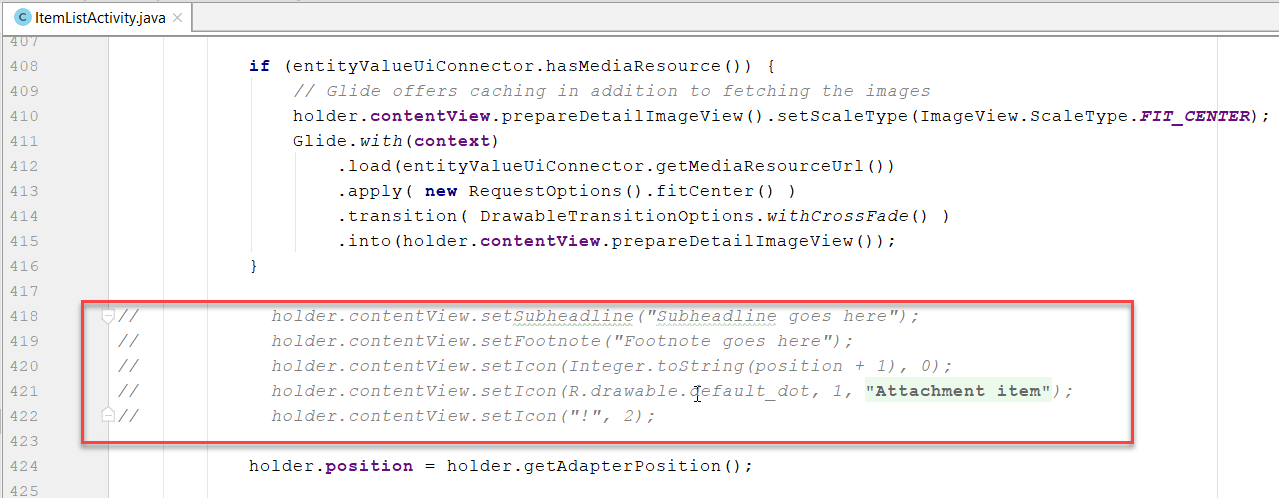 ItemListActivity.java
407
408 if (entityValueUiConnector.hasMediaResource()) {
409 // Glide offers caching in addition to fetching the images
410 holder.contentView.prepareDetailImageView().setScaleType(ImageView.ScaleType.FIT_CENTER);
411 Glide.with(context)
412 .load(entityValueUiConnector.getMediaResourceUrl())
413 .apply( new RequestOptions().fitCenter() )
414 .transition( DrawableTransitionOptions.withCrossFade() )
415 .into(holder.contentView.prepareDetailImageView());
416 }
417
418 // holder.contentView.setSubheadline("Subheadline goes here");
419 // holder.contentView.setFootnote("Footnote goes here");
420 // holder.contentView.setIcon(Integer.toString(position + 1), 0);
421 // holder.contentView.setIcon(R.drawable.default_dot, 1, "Attachment item");
422 // holder.contentView.setIcon("!", 2);
423
424 holder.position = holder.getAdapterPosition();
425